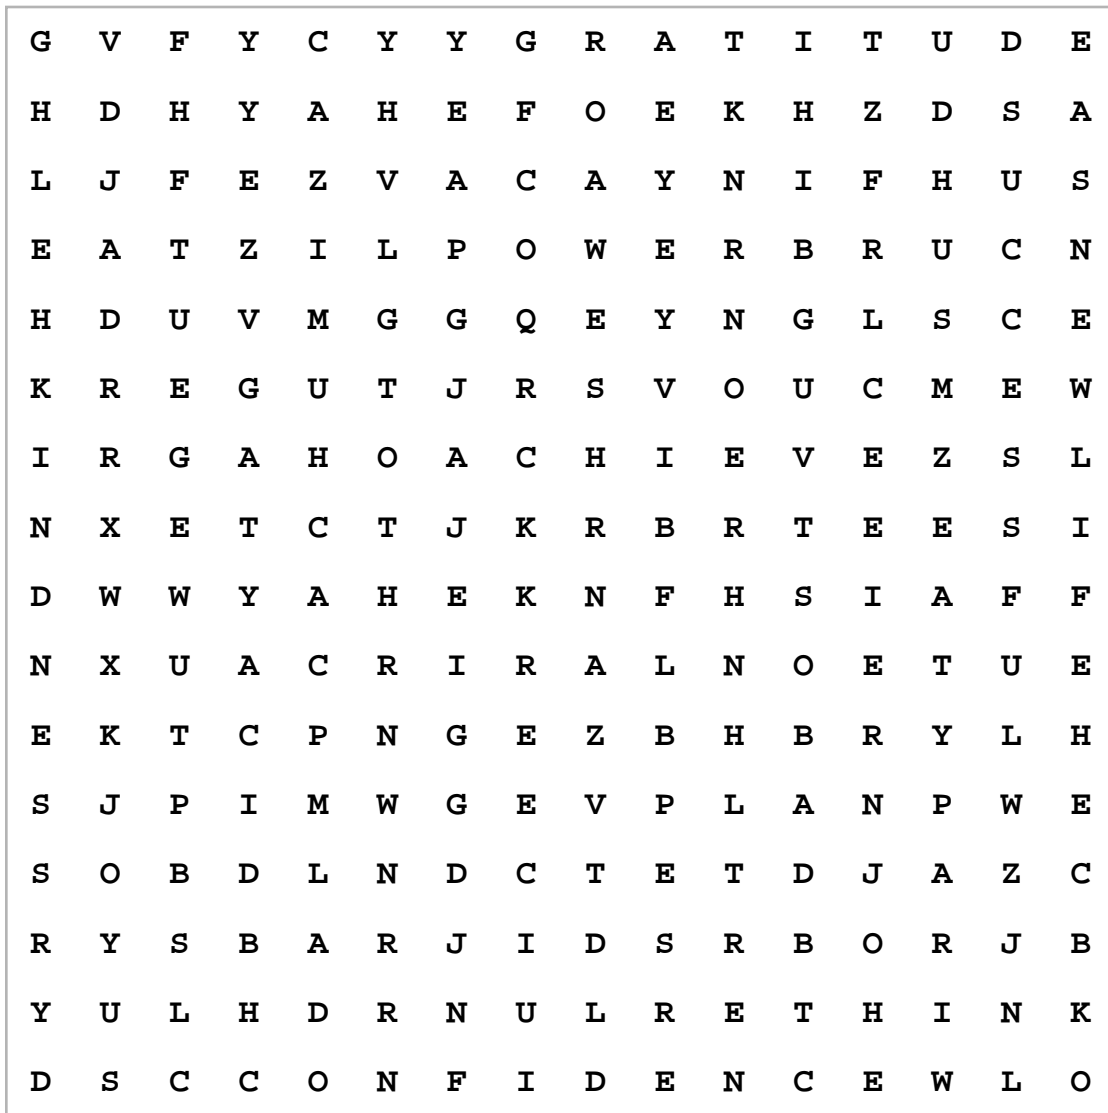 G V F Y C Y Y G R A T I T U D E
H D H Y A H E F O E K H Z D S A
L J F E Z V A C A Y N I F H U S
E A T Z I L P O W E R B R U C N
H D U V M G G Q E Y N G L S C E
K R E G U T J R S V O U C M E W
I R G A H O A C H I E V E Z S L
N X E T C T J K R B R T E E S I
D W W Y A H E K N F H S I A F F
N X U A C R I R A L N O E T U E
E K T C P N G E Z B H B R Y L H
S J P I M W G E V P L A N P W E
S O B D L N D C T E T D J A Z C
R Y S B A R J I D S R B O R J B
Y U L H D R N U L R E T H I N K
D S C C O N F I D E N C E W L O